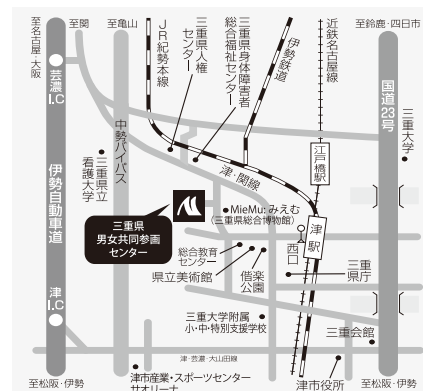 至名古屋・大阪
至関
至亀山
至鈴鹿・四日市
芸濃
I.C
伊勢自動車道
津
I.C
至松阪・伊勢
中勢バイパス
三重県立
看護大学
JR紀勢本線
三重県人権
センター
三重県身体障害者
総合福祉センター
伊勢鉄道
近鉄名古屋線
国道23号
三重大学
江戸橋駅
津・関線
MieMu:みえむ
(三重県総合博物館)
三重県
男女共同参画
センター
津駅
西口
総合教育
センター
県立美術館
偕楽
公園
三重
県庁
三重大学附属
小・中・特別支援学校
三重会館
津・芸濃・大山田線
津市産業・スポーツセンター
サオリーナ
津市役所
至松阪・伊勢